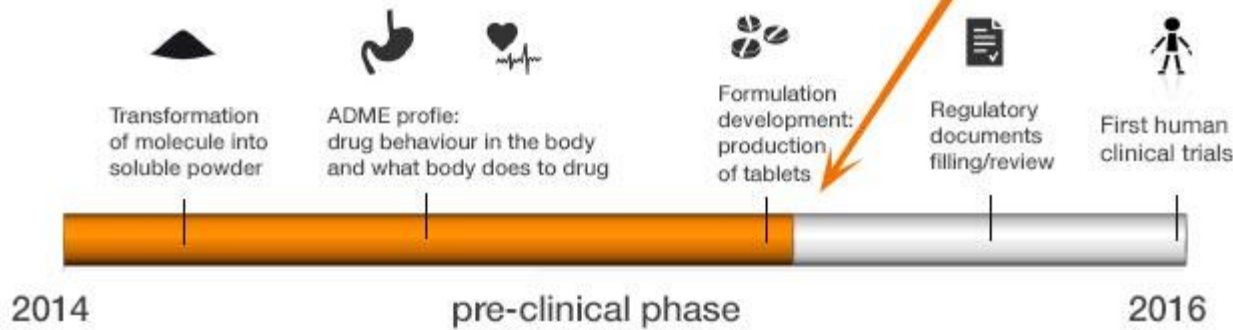 Transformation
of molecule into
soluble powder
ADME profie:
drug behaviour in the body
and what body does to drug
Formulation
development:
production
of tablets
Regulatory
documents
filling/review
First human
clinical trials
2014
pre-clinical phase
2016